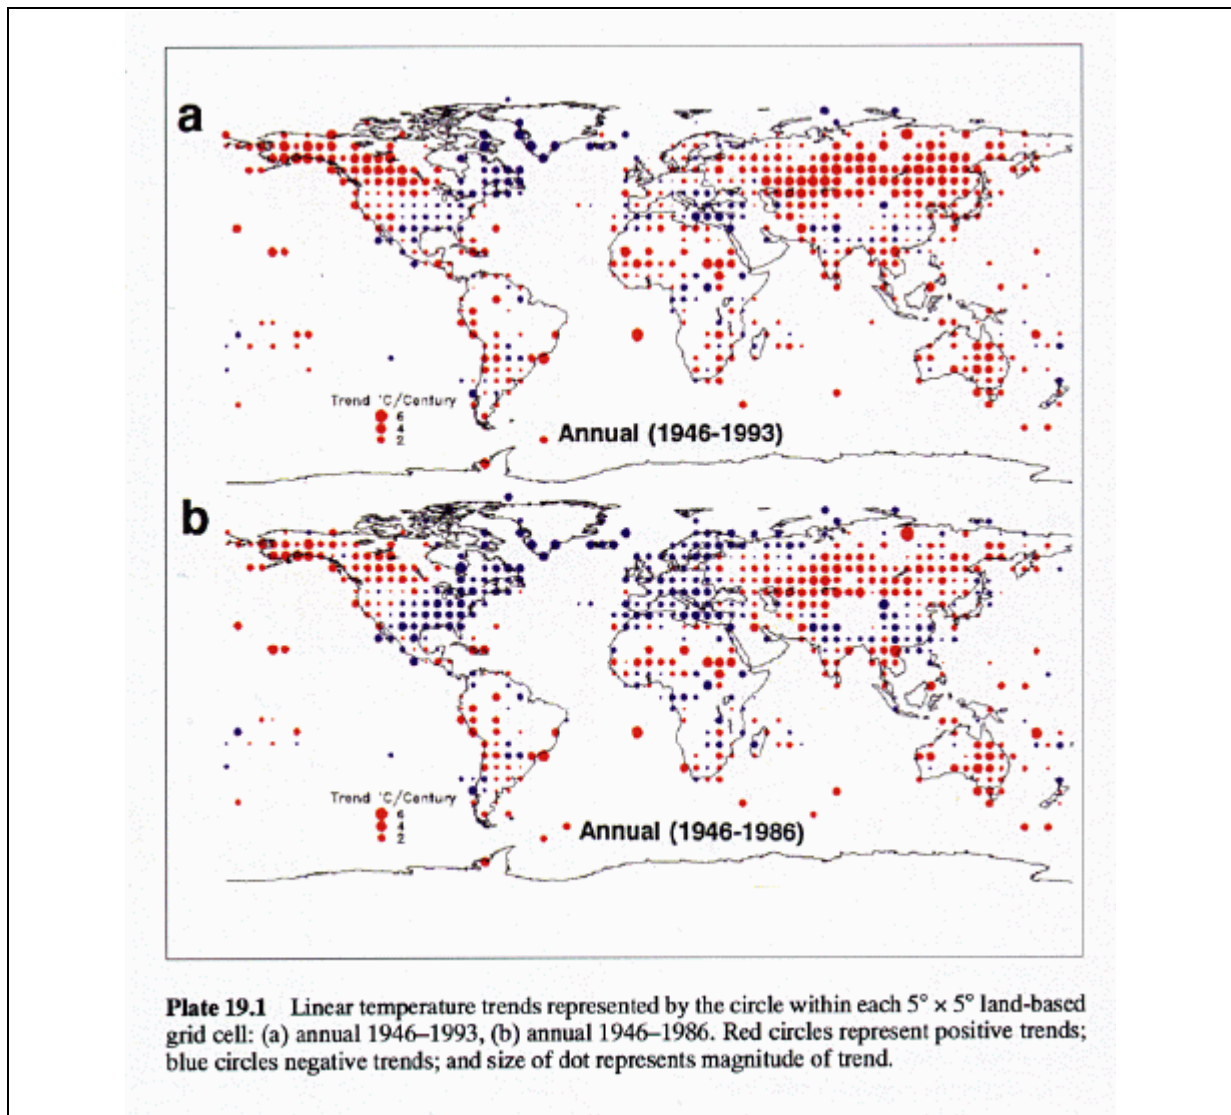 a
Trend °C/Century
6
4
2
Annual (1946-1993)
b
Trend °C/Century
6
4
2
Annual (1946-1986)
Plate 19.1 Linear temperature trends represented by the circle within each 5° × 5° land-based
grid cell: (a) annual 1946–1993, (b) annual 1946–1986. Red circles represent positive trends;
blue circles negative trends; and size of dot represents magnitude of trend.